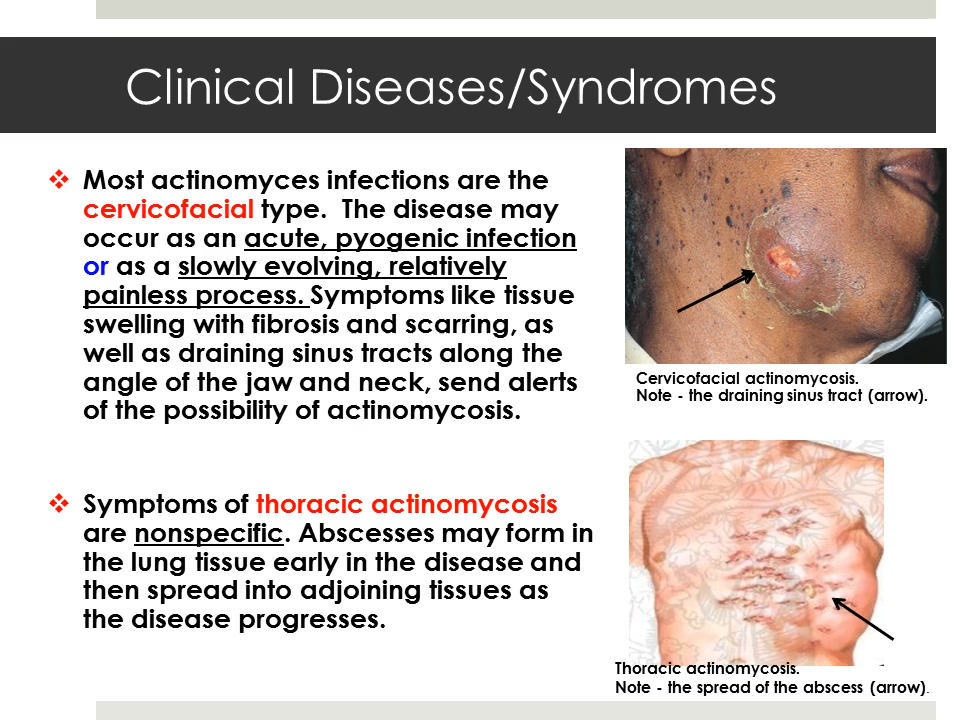 Clinical Diseases/Syndromes
❖ Most actinomyces infections are the
cervicofacial type. The disease may
occur as an acute, pyogenic infection
or as a slowly evolving, relatively
painless process. Symptoms like tissue
swelling with fibrosis and scarring, as
well as draining sinus tracts along the
angle of the jaw and neck, send alerts
of the possibility of actinomycosis.
Cervicofacial actinomycosis.
Note - the draining sinus tract (arrow).
❖ Symptoms of thoracic actinomycosis
are nonspecific. Abscesses may form in
the lung tissue early in the disease and
then spread into adjoining tissues as
the disease progresses.
Thoracic actinomycosis.
Note - the spread of the abscess (arrow).